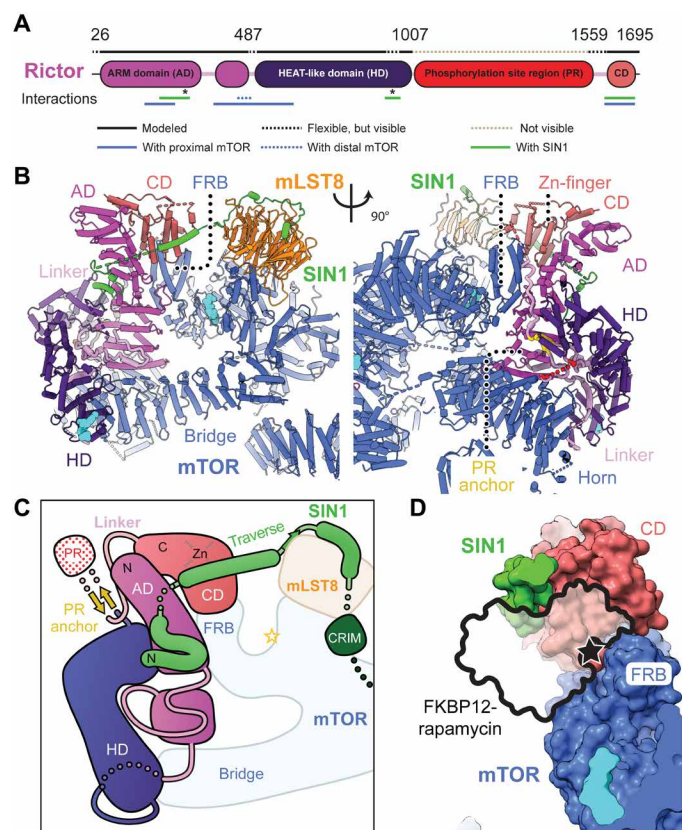 A
26 487 1007 1559 1695
Rictor
ARM domain (AD)
HEAT-like domain (HD)
Phosphorylation site region (PR)
CD
Interactions
*
*
Modeled
Flexible, but visible
Not visible
With proximal mTOR
With distal mTOR
With SIN1
B
AD
CD
FRB
mLST8
SIN1
Linker
HD
Bridge
mTOR
90°
SIN1
FRB
Zn-finger
CD
AD
HD
Linker
PR
anchor
Horn
C
Linker
PR
N
C
Zn
AD
CD
PR
anchor
N
HD
Traverse
SIN1
mLST8
FRB
CRIM
mTOR
Bridge
D
SIN1
CD
FRB
FKBP12-
rapamycin
mTOR